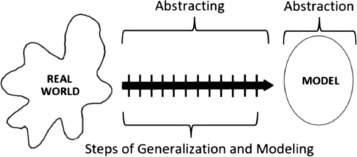 Abstracting
Abstraction
REAL
WORLD
MODEL
Steps of Generalization and Modeling